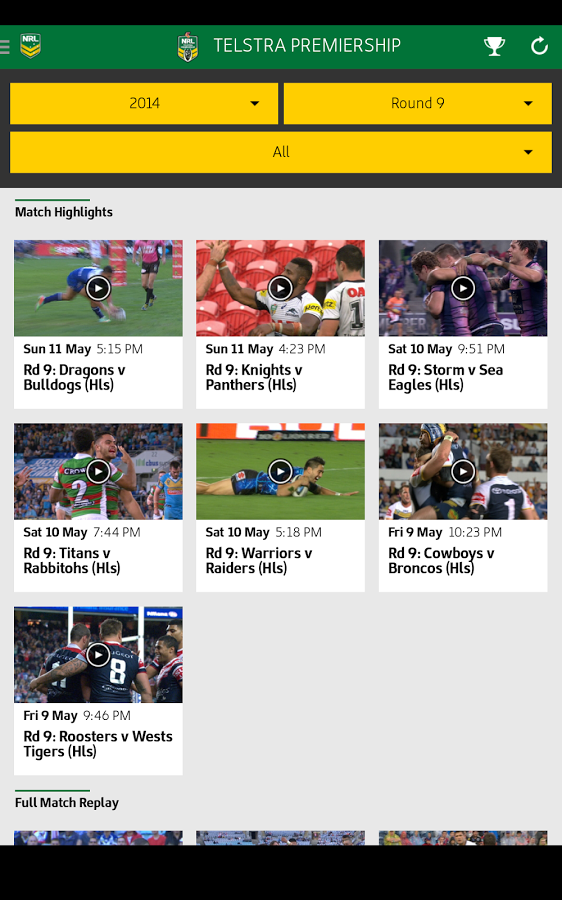 NRL
NRL
TELSTRA PREMIERSHIP
2014
Round 9
All
Match Highlights
Sun 11 May 5:15 PM
Rd 9: Dragons v
Bulldogs (Hls)
Sun 11 May 4:23 PM
Rd 9: Knights v
Panthers (Hls)
Sat 10 May 9:51 PM
Rd 9: Storm v Sea
Eagles (Hls)
2
Sat 10 May 7:44 PM
Rd 9: Titans v
Rabbitohs (Hls)
Sat 10 May 5:18 PM
Rd 9: Warriors v
Raiders (Hls)
1
Fri 9 May 10:23 PM
Rd 9: Cowboys v
Broncos (Hls)
8
Fri 9 May 9:46 PM
Rd 9: Roosters v Wests
Tigers (Hls)
Full Match Replay